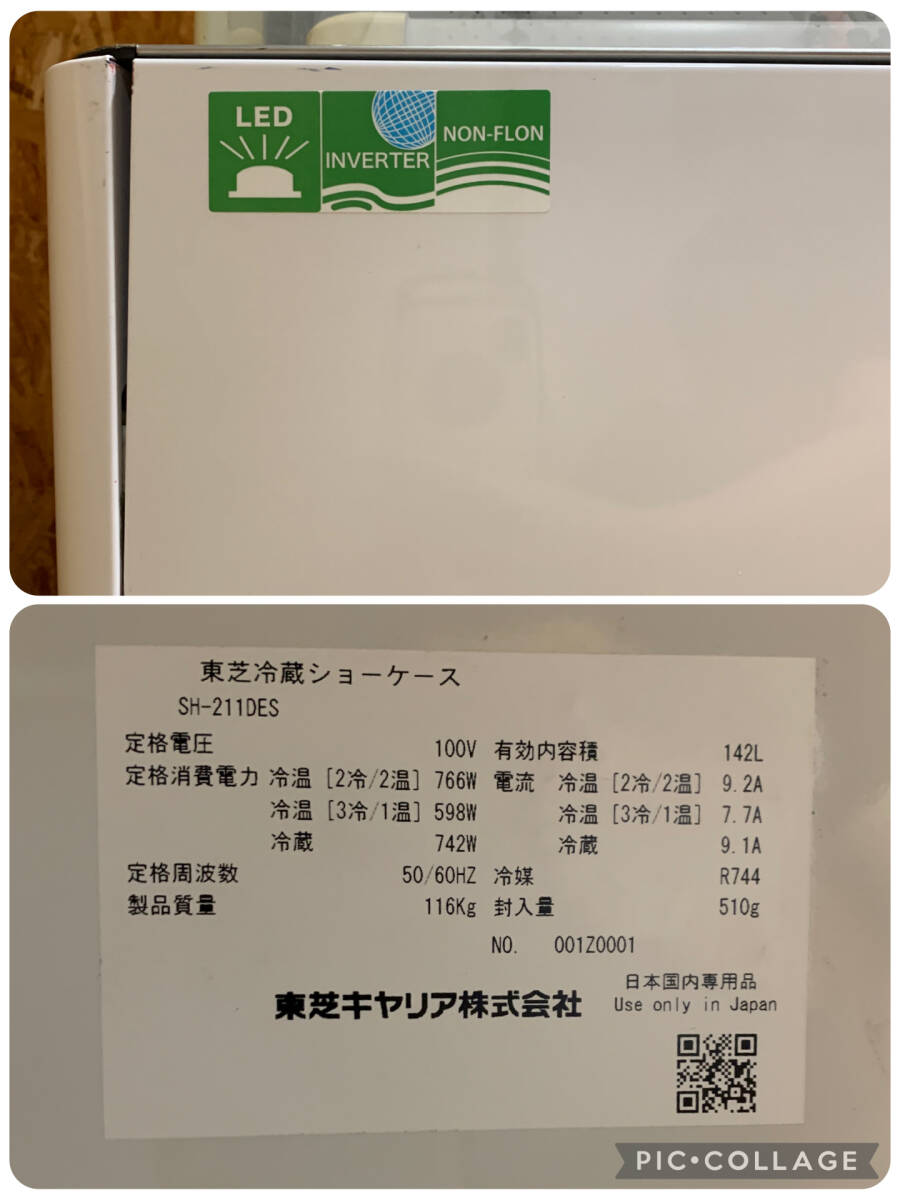 LED
INVERTER
NON-FLON
東芝冷蔵ショーケース
SH-211DES
定格電圧 100V 有効内容積 142L
定格消費電力 冷温 [2冷/2温] 766W 電流 冷温 [2冷/2温] 9.2A
冷温 [3冷/1温] 598W 冷温 [3冷/1温] 7.7A
冷蔵 742W 冷蔵 9.1A
定格周波数 50/60HZ 冷媒 R744
製品質量 116Kg 封入量 510g
NO. 001Z0001
日本国内専用品
東芝キヤリア株式会社 Use only in Japan
PIC•COLLAGE